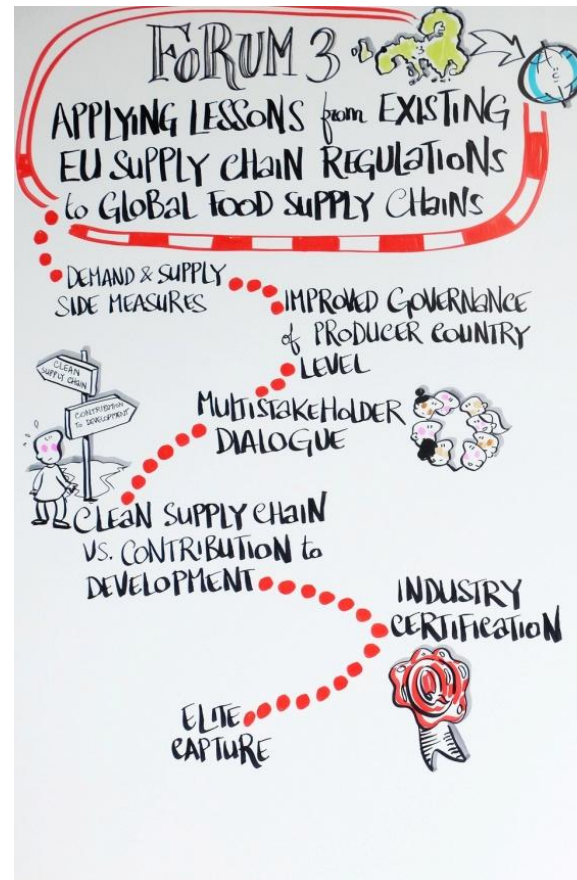 FORUM 3
APPLYING LESSONS from EXISTING
EU SUPPLY CHAIN REGULATIONS
to GLOBAL FOOD SUPPLY CHAINS
DEMAND & SUPPLY
SIDE MEASURES
IMPROVED GOVERNANCE
of PRODUCER COUNTRY
LEVEL
CLEAN
SUPPLY CHAIN
CONTRIBUTION
to DEVELOPMENT
MULTISTAKEHOLDER
DIALOGUE
CLEAN SUPPLY CHAIN
VS. CONTRIBUTION to
DEVELOPMENT
INDUSTRY
CERTIFICATION
Q
ELITE
CAPTURE